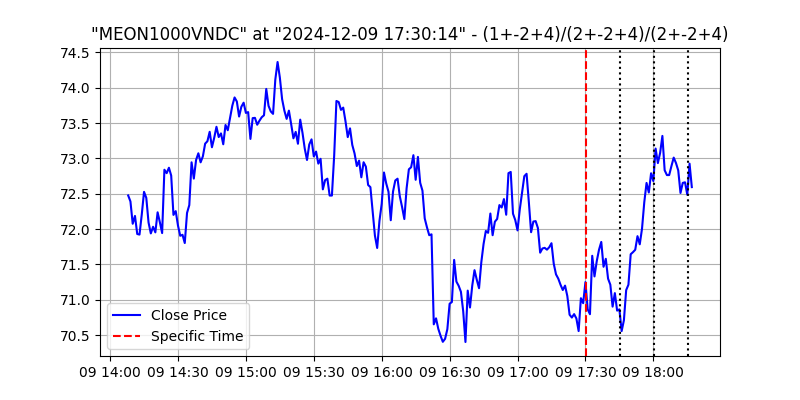 "MEON1000VNDC" at "2024-12-09 17:30:14" - (1+-2+4)/(2+-2+4)/(2+-2+4)
74.5
74.0
73.5
73.0
72.5
72.0
71.5
71.0
70.5
Close Price
Specific Time
09 14:00 09 14:30 09 15:00 09 15:30 09 16:00 09 16:30 09 17:00 09 17:30 09 18:00